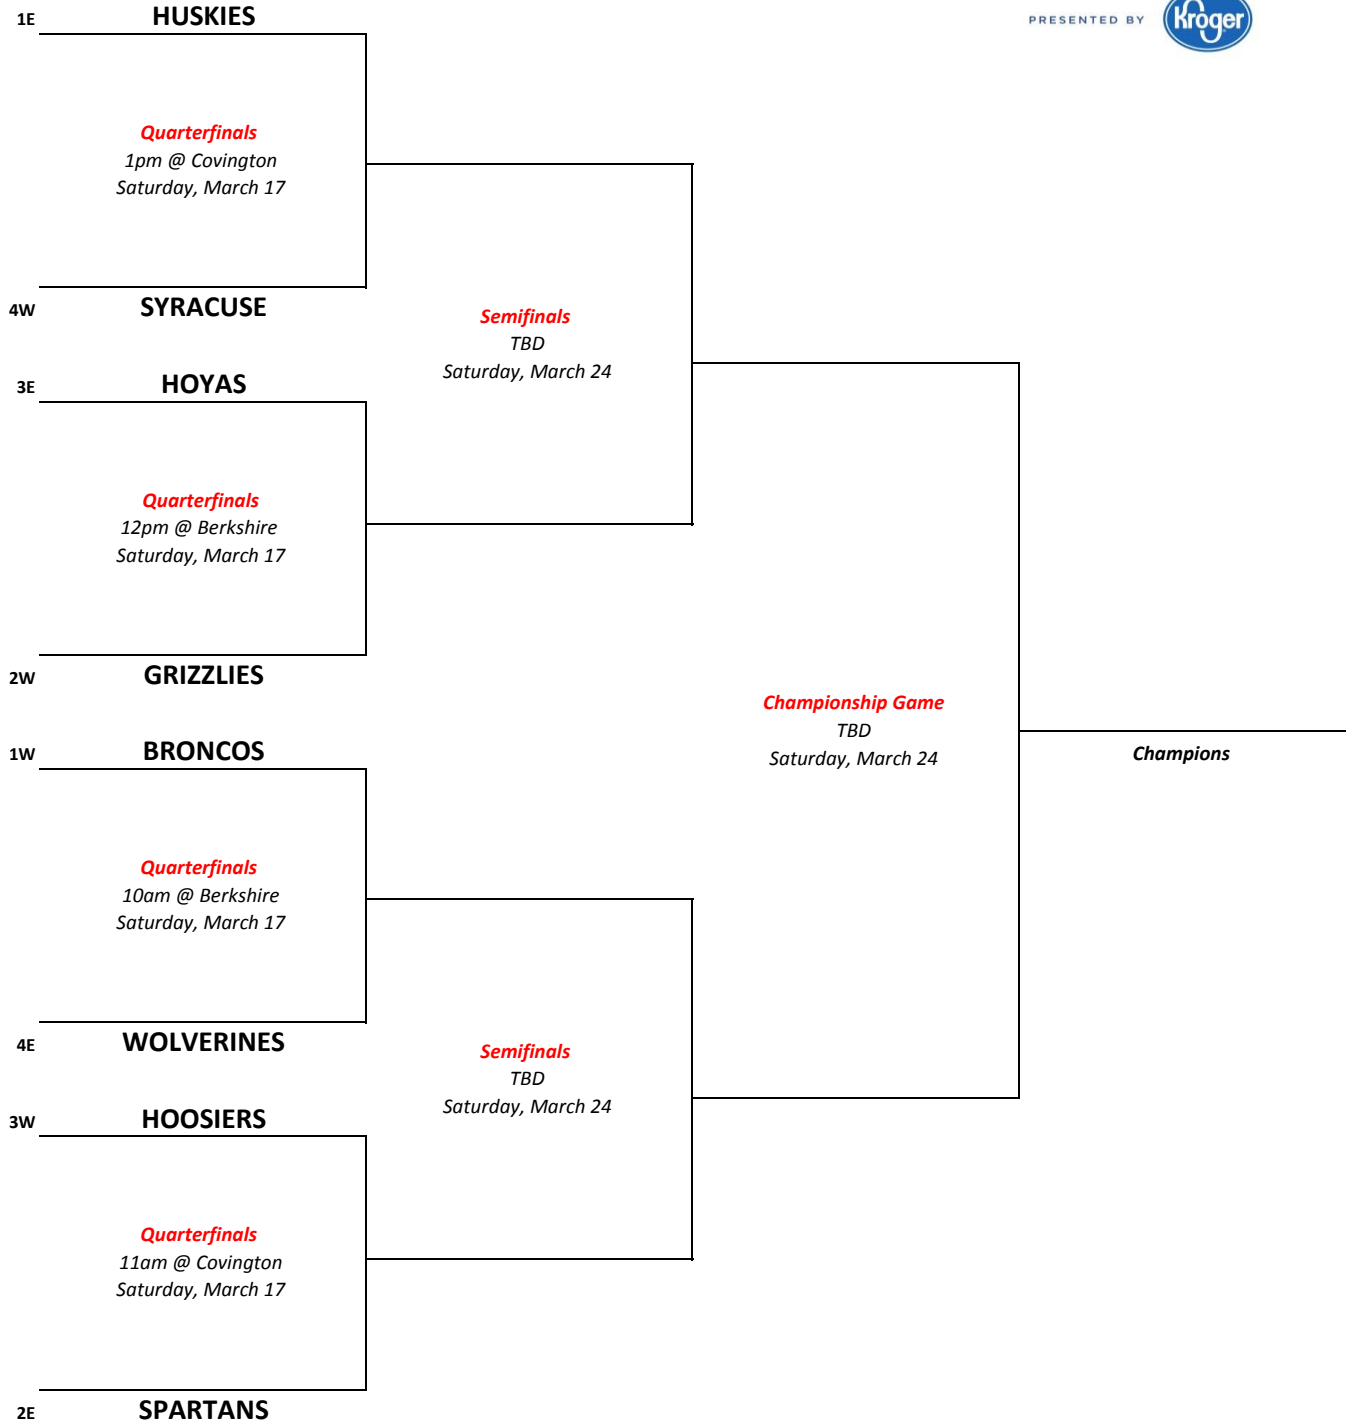 1E HUSKIES
PRESENTED BY Kroger
Quarterfinals
1pm @ Covington
Saturday, March 17
4W SYRACUSE
Semifinals
TBD
Saturday, March 24
3E HOYAS
Quarterfinals
12pm @ Berkshire
Saturday, March 17
2W GRIZZLIES
Championship Game
TBD
Saturday, March 24
Champions
1W BRONCOS
Quarterfinals
10am @ Berkshire
Saturday, March 17
4E WOLVERINES
Semifinals
TBD
Saturday, March 24
3W HOOSIERS
Quarterfinals
11am @ Covington
Saturday, March 17
2E SPARTANS